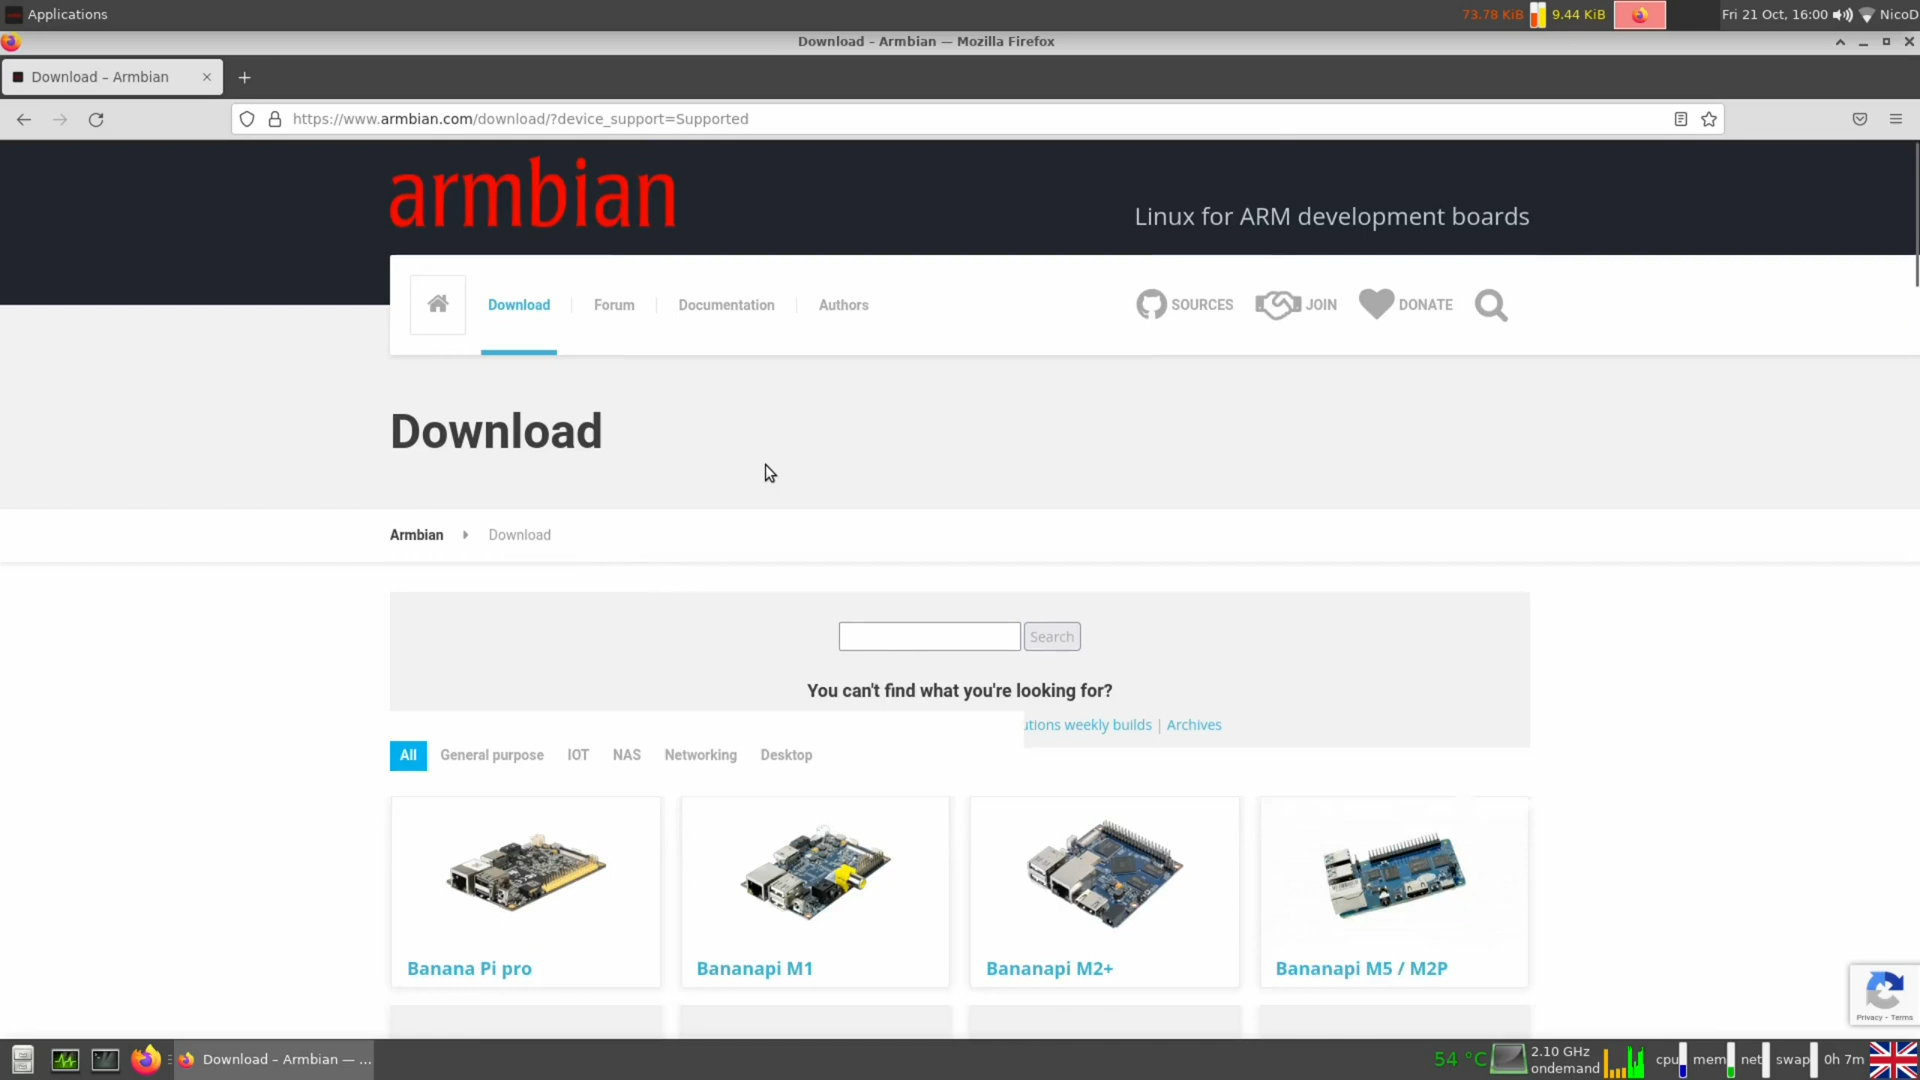 Applications
73.78 KiB 9.44 KiB Fri 21 Oct, 16:00 NicoD
Download – Armbian — Mozilla Firefox
Download – Armbian
https://www.armbian.com/download/?device_support=Supported
armbian
Linux for ARM development boards
Download Forum Documentation Authors SOURCES JOIN DONATE
Download
Armbian Download
Search
You can't find what you're looking for?
utions weekly builds | Archives
All General purpose IOT NAS Networking Desktop
Banana Pi pro Bananapi M1 Bananapi M2+ Bananapi M5 / M2P
Privacy - Terms
Download – Armbian — ...
54 °C 2.10 GHz
ondemand
cpu mem net swap 0h 7m